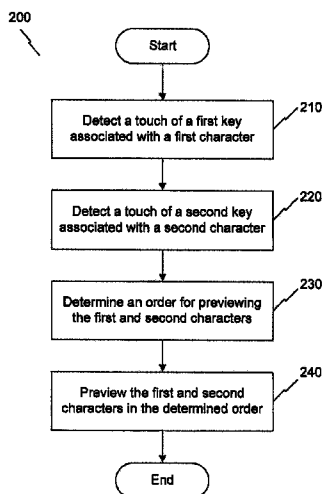 200
Start
210
Detect a touch of a first key
associated with a first character
220
Detect a touch of a second key
associated with a second character
230
Determine an order for previewing
the first and second characters
240
Preview the first and second
characters in the determined order
End